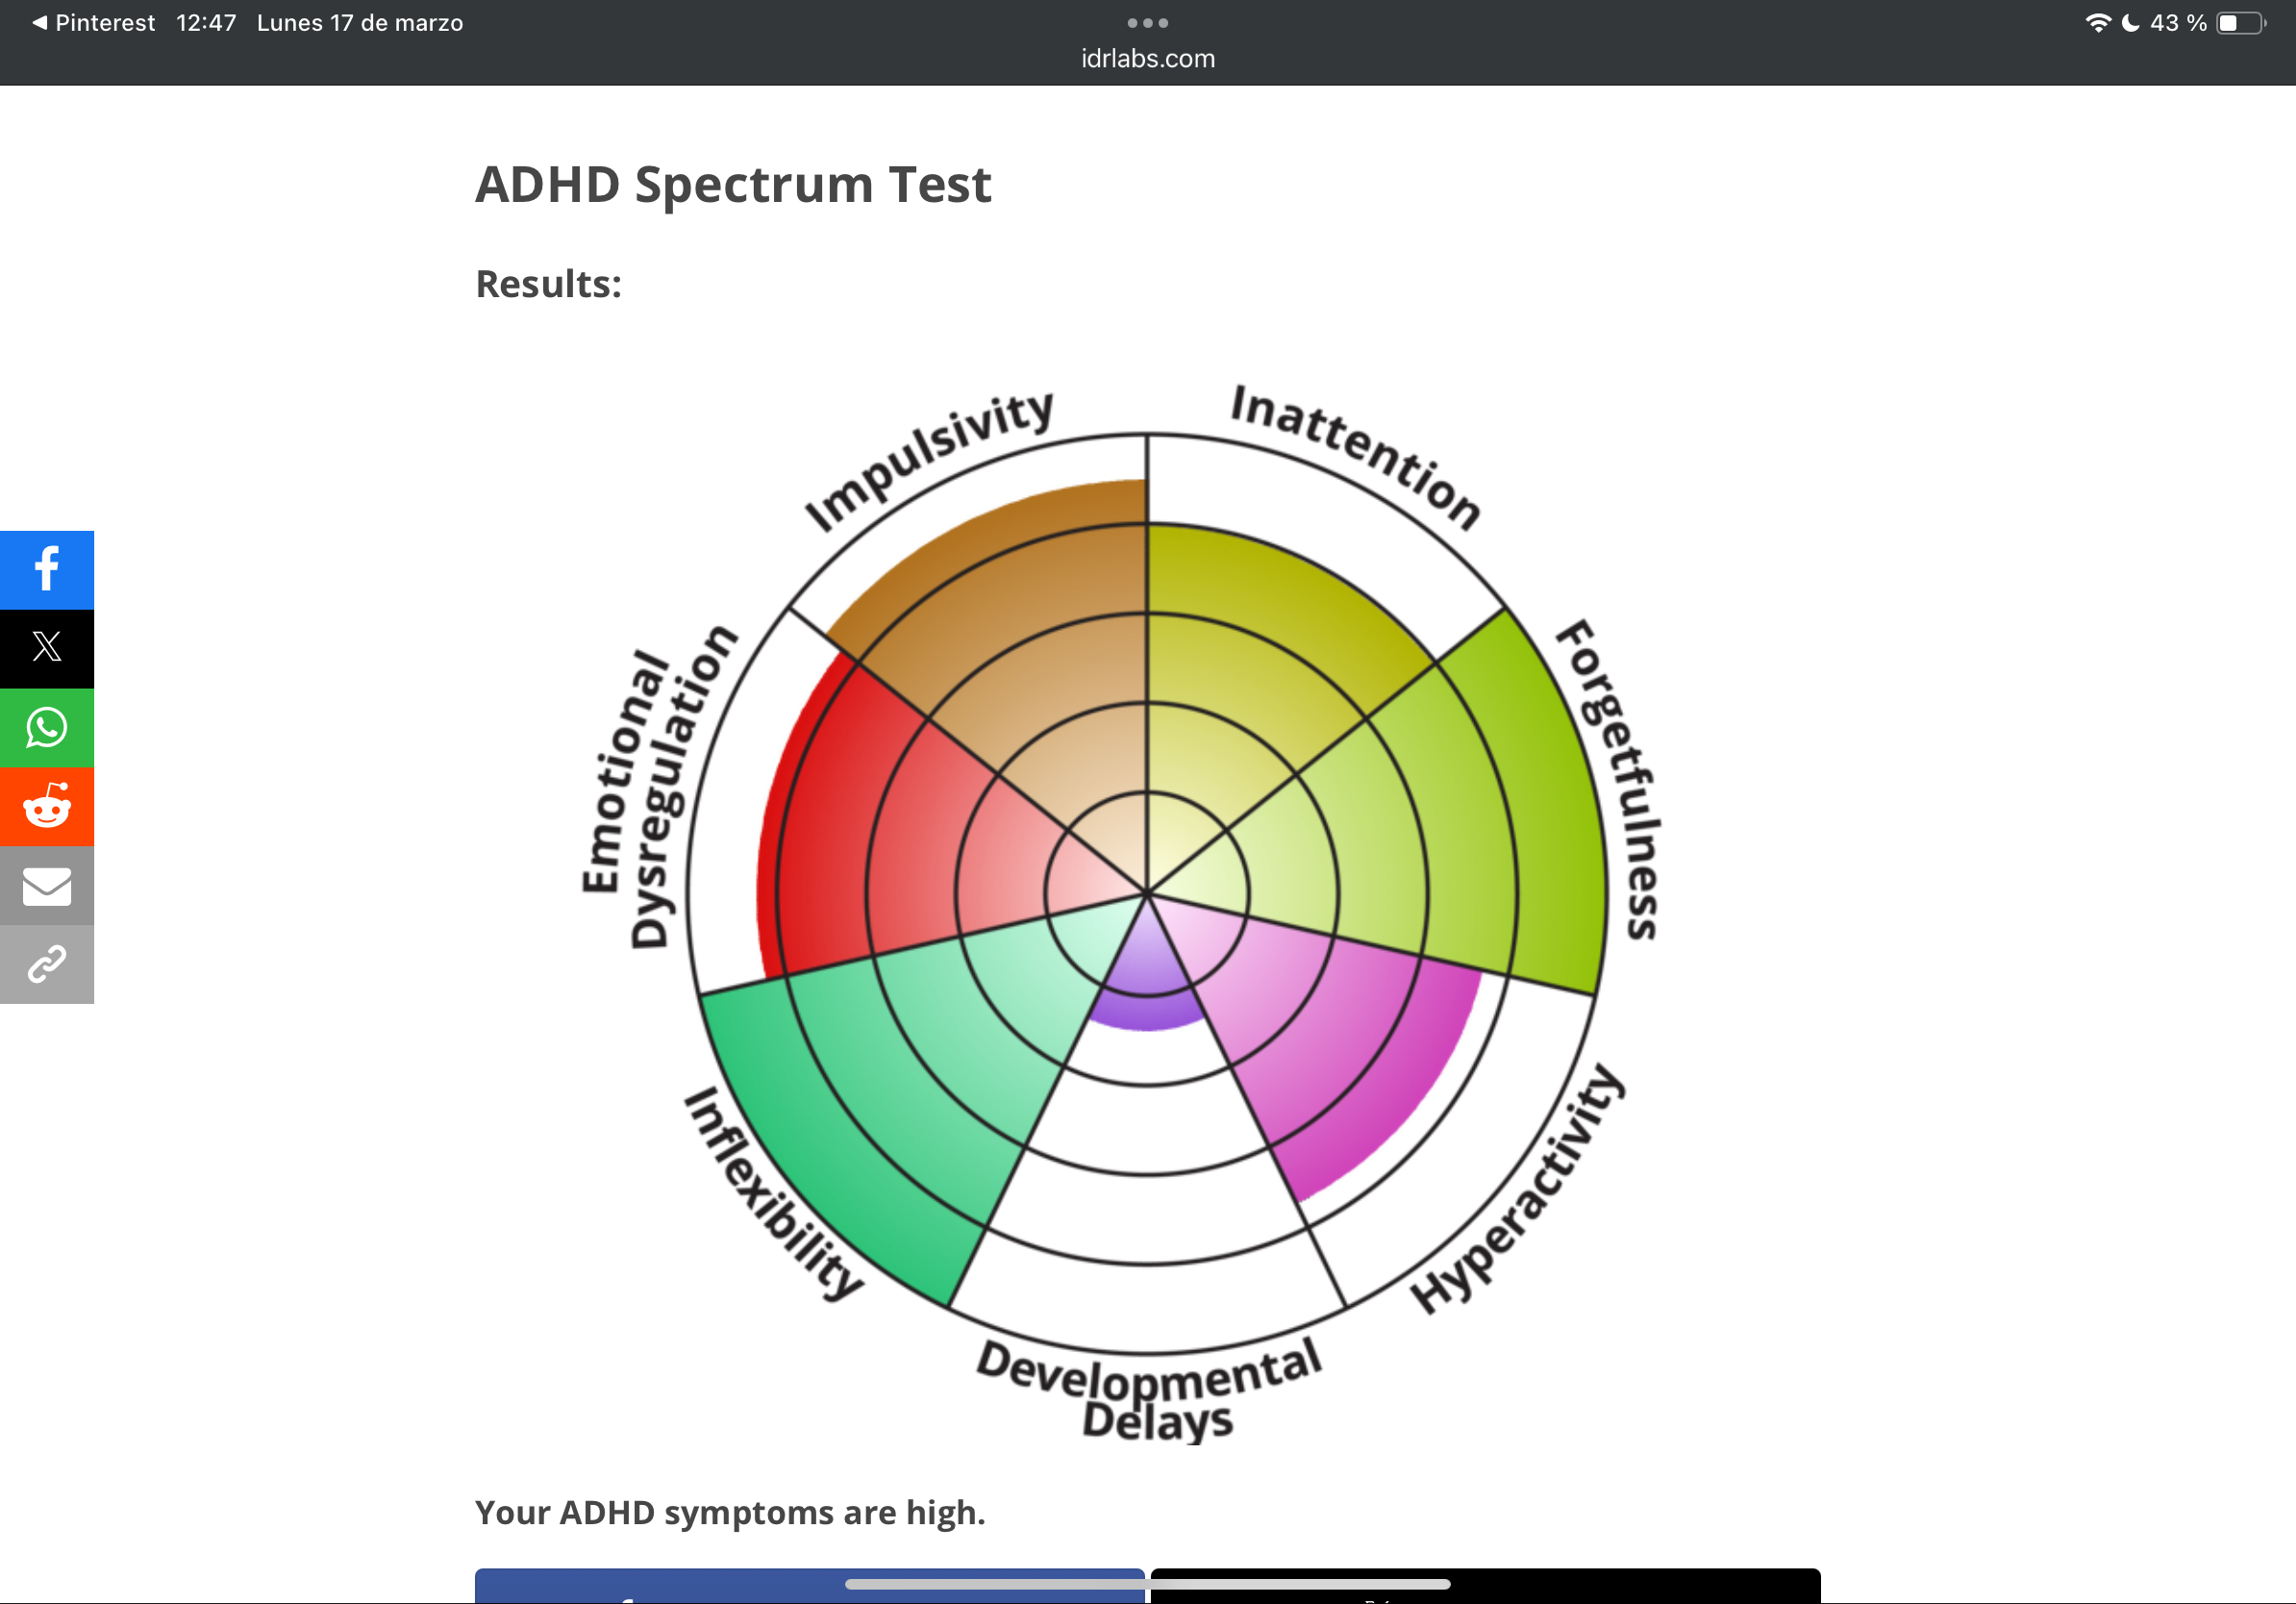 Pinterest 12:47 Lunes 17 de marzo
43 %
idrlabs.com
ADHD Spectrum Test
Results:
Impulsivity
Inattention
Emotional
Dysregulation
Forgetfulness
Inflexibility
Hyperactivity
Developmental
Delays
Your ADHD symptoms are high.